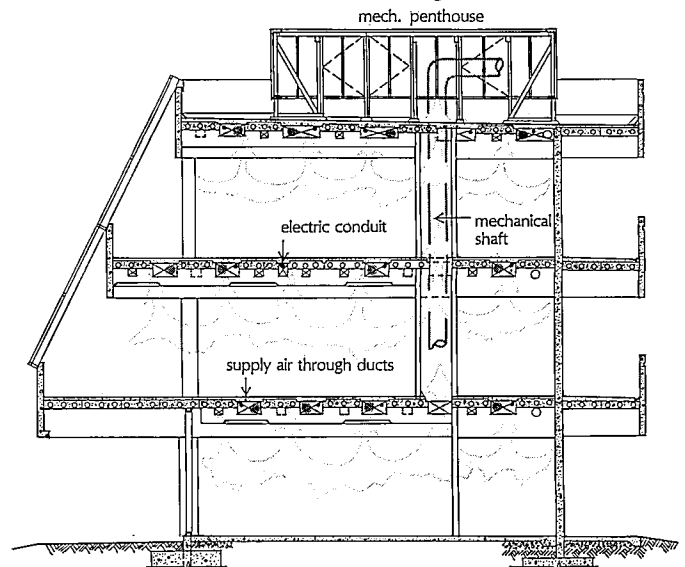 mech. penthouse
electric conduit
mechanical
shaft
supply air through ducts